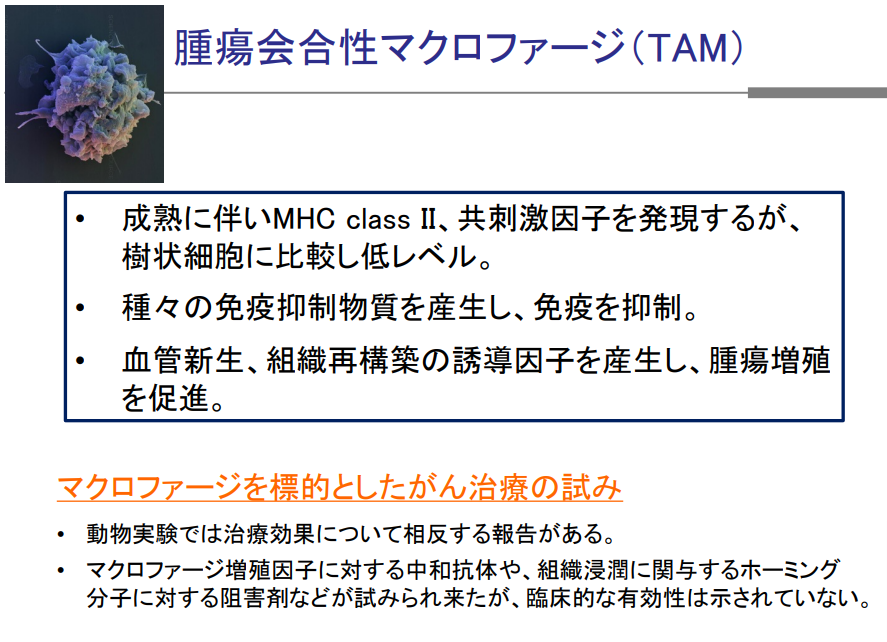 腫瘍会合性マクロファージ（TAM）
• 成熟に伴いMHC class II、共刺激因子を発現するが、
樹状細胞に比較し低レベル。
• 種々の免疫抑制物質を産生し、免疫を抑制。
• 血管新生、組織再構築の誘導因子を産生し、腫瘍増殖
を促進。
マクロファージを標的としたがん治療の試み
• 動物実験では治療効果について相反する報告がある。
• マクロファージ増殖因子に対する中和抗体や、組織浸潤に関与するホーミング
分子に対する阻害剤などが試みられ来たが、臨床的な有効性は示されていない。